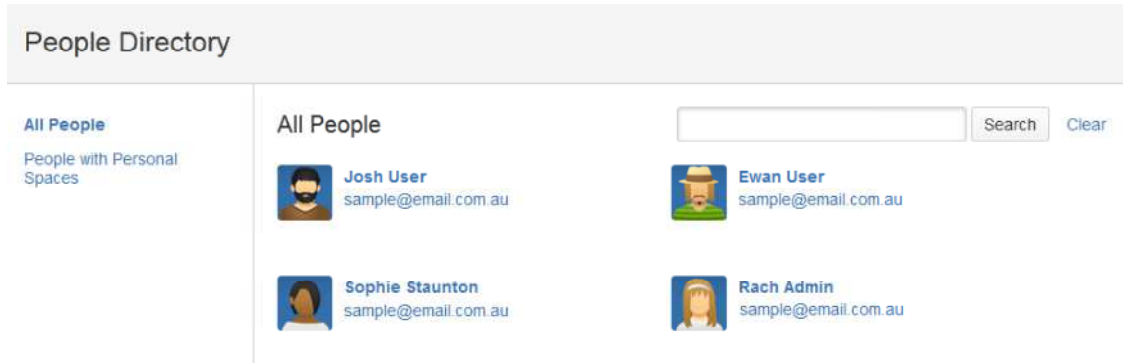 People Directory
All People
People with Personal
Spaces
All People
Search
Clear
Josh User
sample@email.com.au
Ewan User
sample@email.com.au
Sophie Staunton
sample@email.com.au
Rach Admin
sample@email.com.au